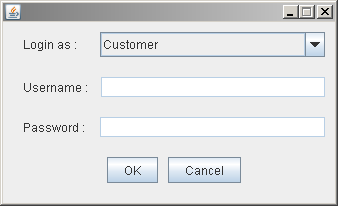 Login as : Customer
Username :
Password :
OK Cancel